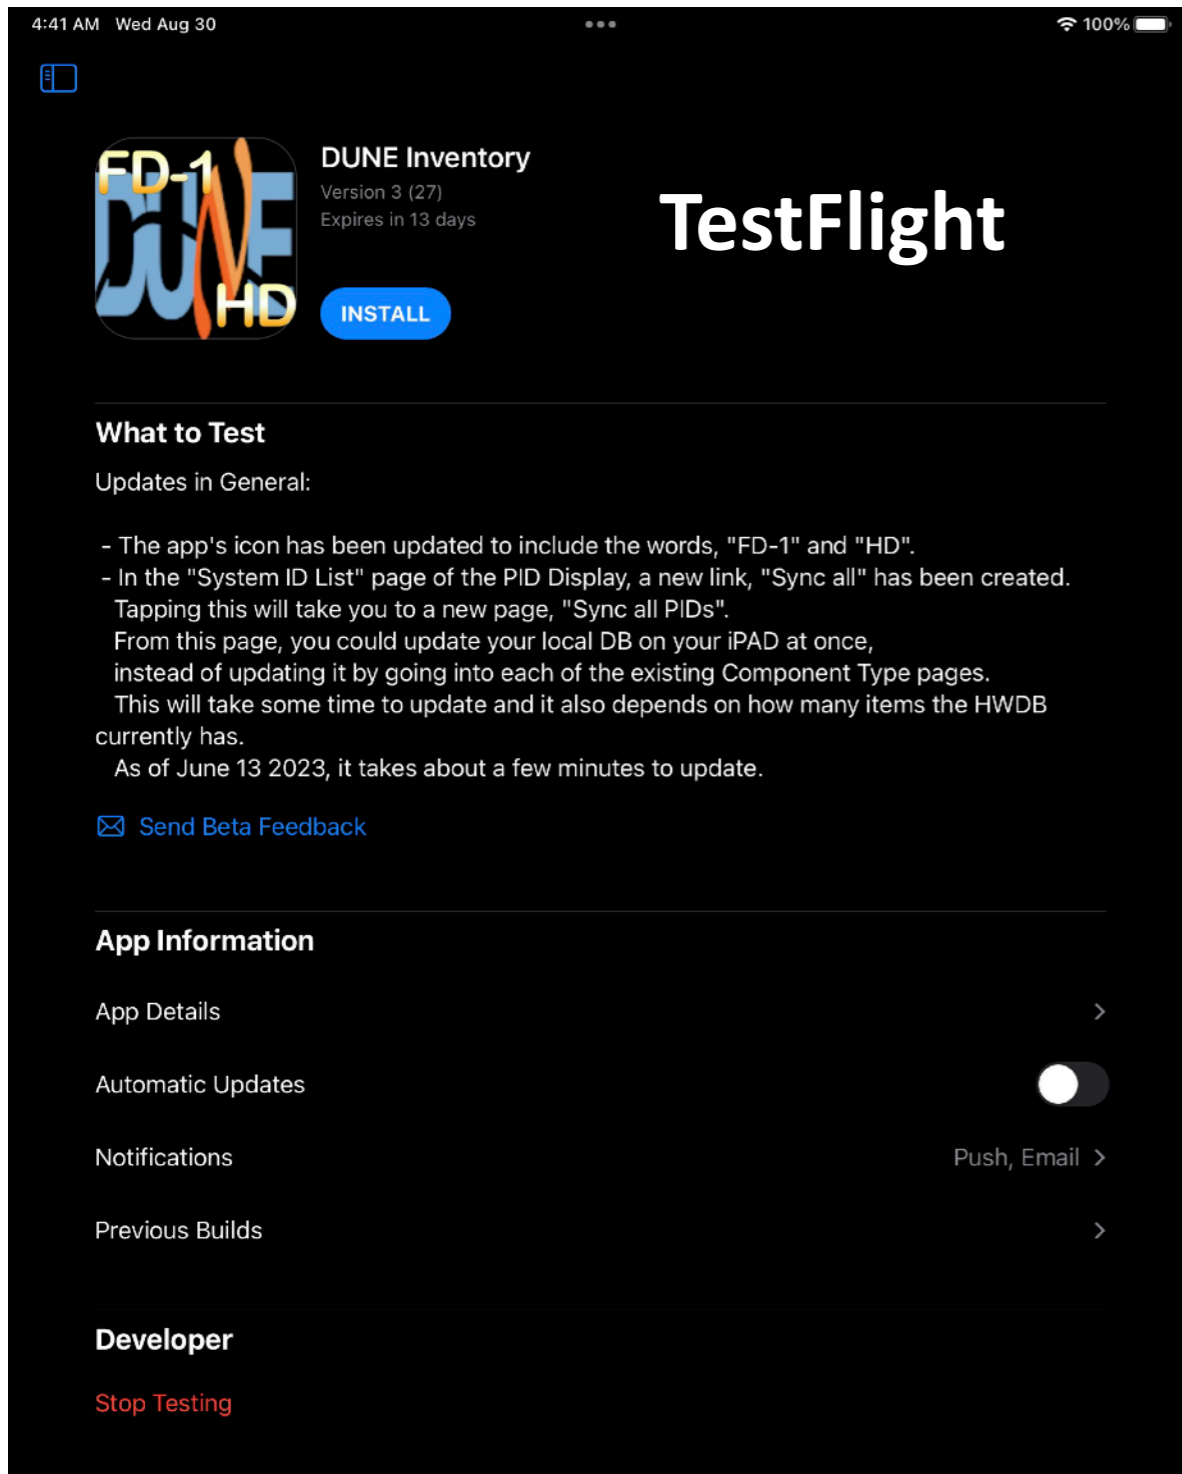 4:41 AM Wed Aug 30
100%
FD-1
DUNE
HD
DUNE Inventory
Version 3 (27)
Expires in 13 days
TestFlight
INSTALL
What to Test
Updates in General:
- The app's icon has been updated to include the words, "FD-1" and "HD".
- In the "System ID List" page of the PID Display, a new link, "Sync all" has been created.
Tapping this will take you to a new page, "Sync all PIDs".
From this page, you could update your local DB on your iPAD at once,
instead of updating it by going into each of the existing Component Type pages.
This will take some time to update and it also depends on how many items the HWDB
currently has.
As of June 13 2023, it takes about a few minutes to update.
Send Beta Feedback
App Information
App Details
Automatic Updates
Notifications
Push, Email
Previous Builds
Developer
Stop Testing